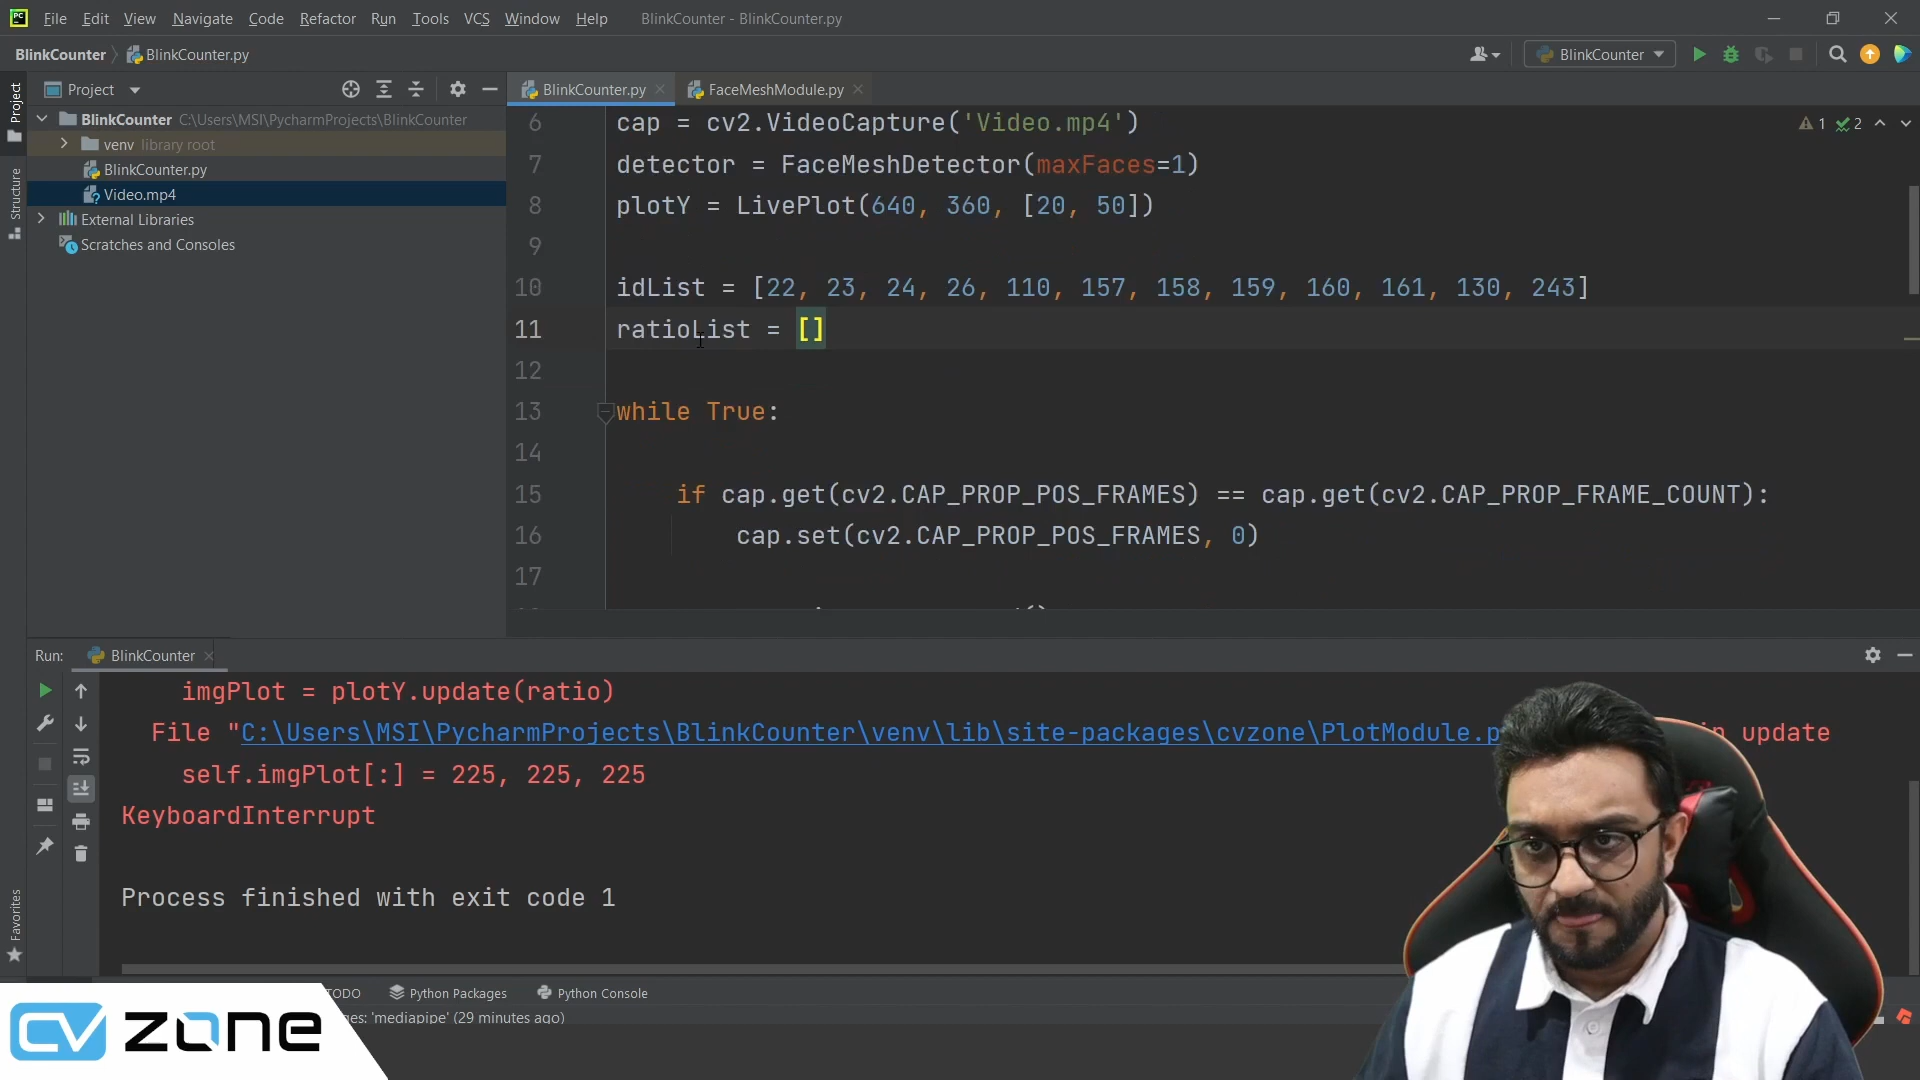 File Edit View Navigate Code Refactor Run Tools VCS Window Help BlinkCounter - BlinkCounter.py
BlinkCounter BlinkCounter.py BlinkCounter
Project
BlinkCounter.py FaceMeshModule.py
BlinkCounter C:\Users\MSI\PycharmProjects\BlinkCounter
venv library root
BlinkCounter.py
Video.mp4
External Libraries
Scratches and Consoles
Project
Structure
Favorites
1 2
6 cap = cv2.VideoCapture('Video.mp4')
7 detector = FaceMeshDetector(maxFaces=1)
8 plotY = LivePlot(640, 360, [20, 50])
9
10 idList = [22, 23, 24, 26, 110, 157, 158, 159, 160, 161, 130, 243]
11 ratioList = []
12
13 while True:
14
15 if cap.get(cv2.CAP_PROP_POS_FRAMES) == cap.get(cv2.CAP_PROP_FRAME_COUNT):
16 cap.set(cv2.CAP_PROP_POS_FRAMES, 0)
17
Run: BlinkCounter
imgPlot = plotY.update(ratio)
File "C:\Users\MSI\PycharmProjects\BlinkCounter\venv\lib\site-packages\cvzone\PlotModule.p update
self.imgPlot[:] = 225, 225, 225
KeyboardInterrupt
Process finished with exit code 1
TODO Python Packages Python Console
'mediapipe' (29 minutes ago)
CV ZONE